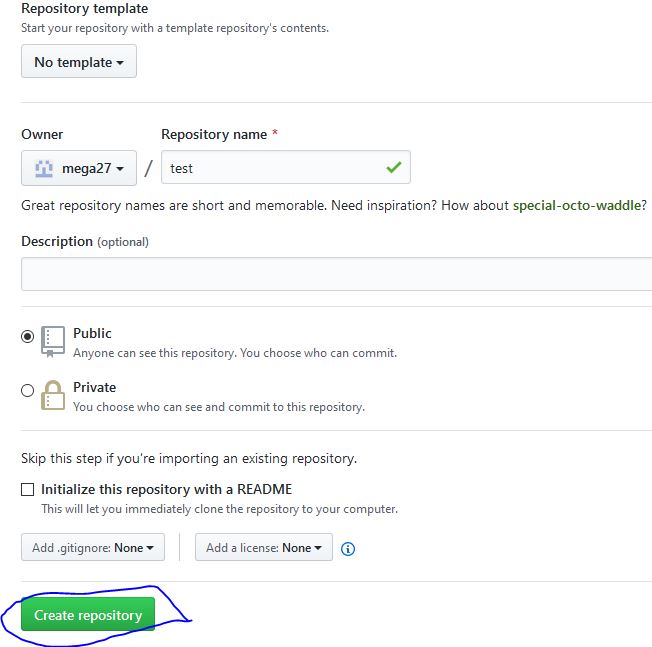 Repository template
Start your repository with a template repository's contents.
No template
Owner
Repository name *
mega27 / test
Great repository names are short and memorable. Need inspiration? How about special-octo-waddle?
Description (optional)
Public
Anyone can see this repository. You choose who can commit.
Private
You choose who can see and commit to this repository.
Skip this step if you're importing an existing repository.
Initialize this repository with a README
This will let you immediately clone the repository to your computer.
Add .gitignore: None
Add a license: None
Create repository